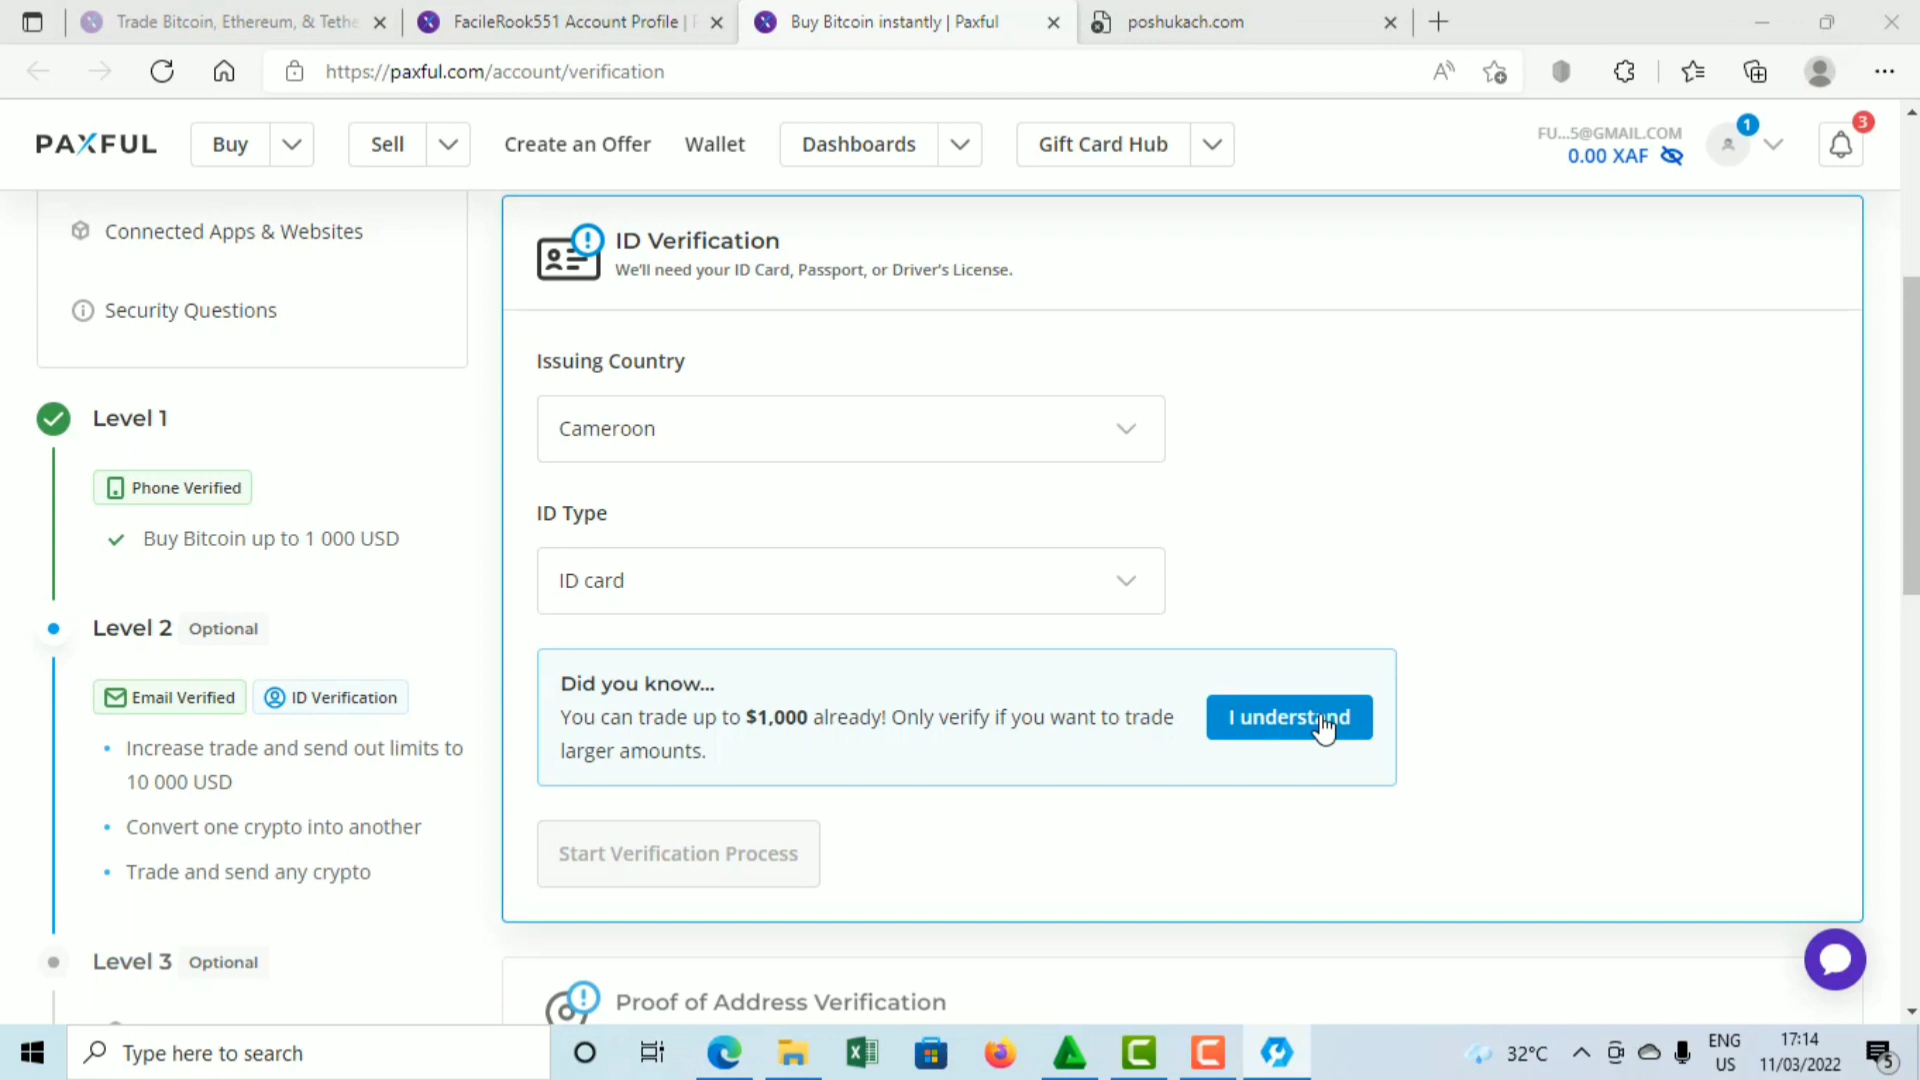 Trade Bitcoin, Ethereum, & Tethe
FacileRook551 Account Profile |
Buy Bitcoin instantly | Paxful
poshukach.com
https://paxful.com/account/verification
PAXFUL
Buy
Sell
Create an Offer
Wallet
Dashboards
Gift Card Hub
FU...5@GMAIL.COM
0.00 XAF
1
3
Connected Apps & Websites
Security Questions
Level 1
Phone Verified
Buy Bitcoin up to 1 000 USD
Level 2 Optional
Email Verified
ID Verification
Increase trade and send out limits to
10 000 USD
Convert one crypto into another
Trade and send any crypto
Level 3 Optional
ID Verification
We'll need your ID Card, Passport, or Driver's License.
Issuing Country
Cameroon
ID Type
ID card
Did you know...
You can trade up to $1,000 already! Only verify if you want to trade
larger amounts.
I understand
Start Verification Process
Proof of Address Verification
Type here to search
32°C
ENG
US
17:14
11/03/2022
5